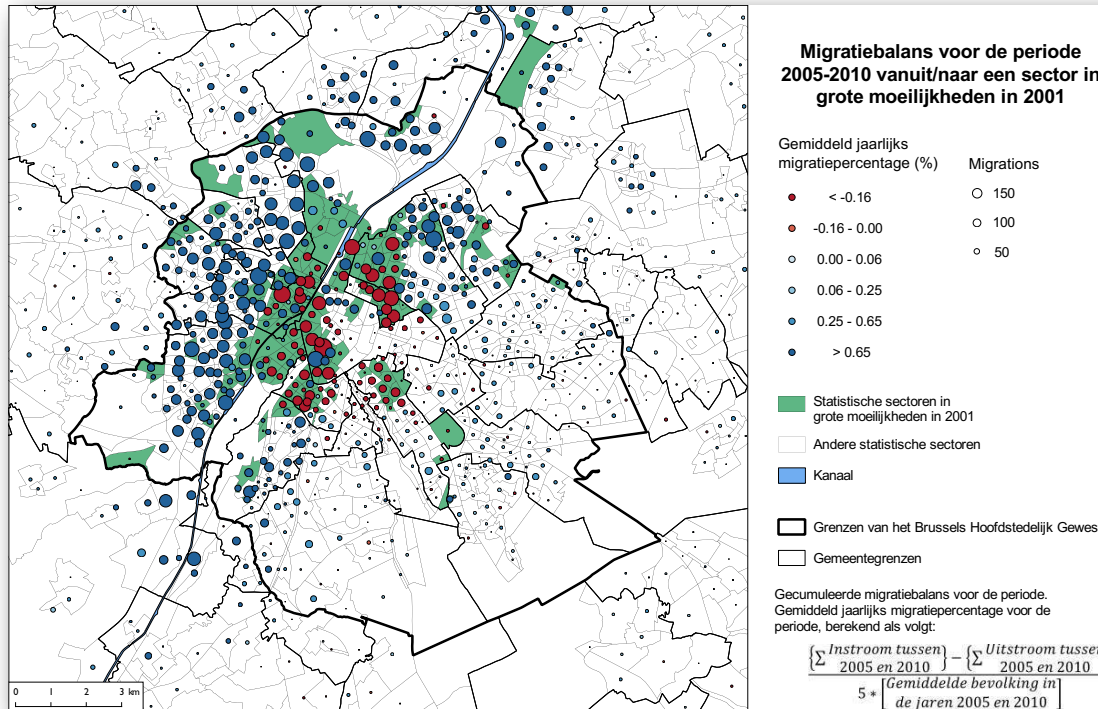 Migratiebalans voor de periode
2005-2010 vanuit/naar een sector in
grote moeilijkheden in 2001
Gemiddeld jaarlijks
migratiepercentage (%)
Migrations
< -0.16
-0.16 - 0.00
0.00 - 0.06
0.06 - 0.25
0.25 - 0.65
> 0.65
150
100
50
Statistische sectoren in
grote moeilijkheden in 2001
Andere statistische sectoren
Kanaal
Grenzen van het Brussels Hoofdstedelijk Gewes
Gemeentegrenzen
Gecumuleerde migratiebalans voor de periode.
Gemiddeld jaarlijks migratiepercentage voor de
periode, berekend als volgt:
{∑ Instroom tussen 2005 en 2010} − {∑ Uitstroom tussen 2005 en 2010
5 * [Gemiddelde bevolking in
de jaren 2005 en 2010]
0 1 2 3 km